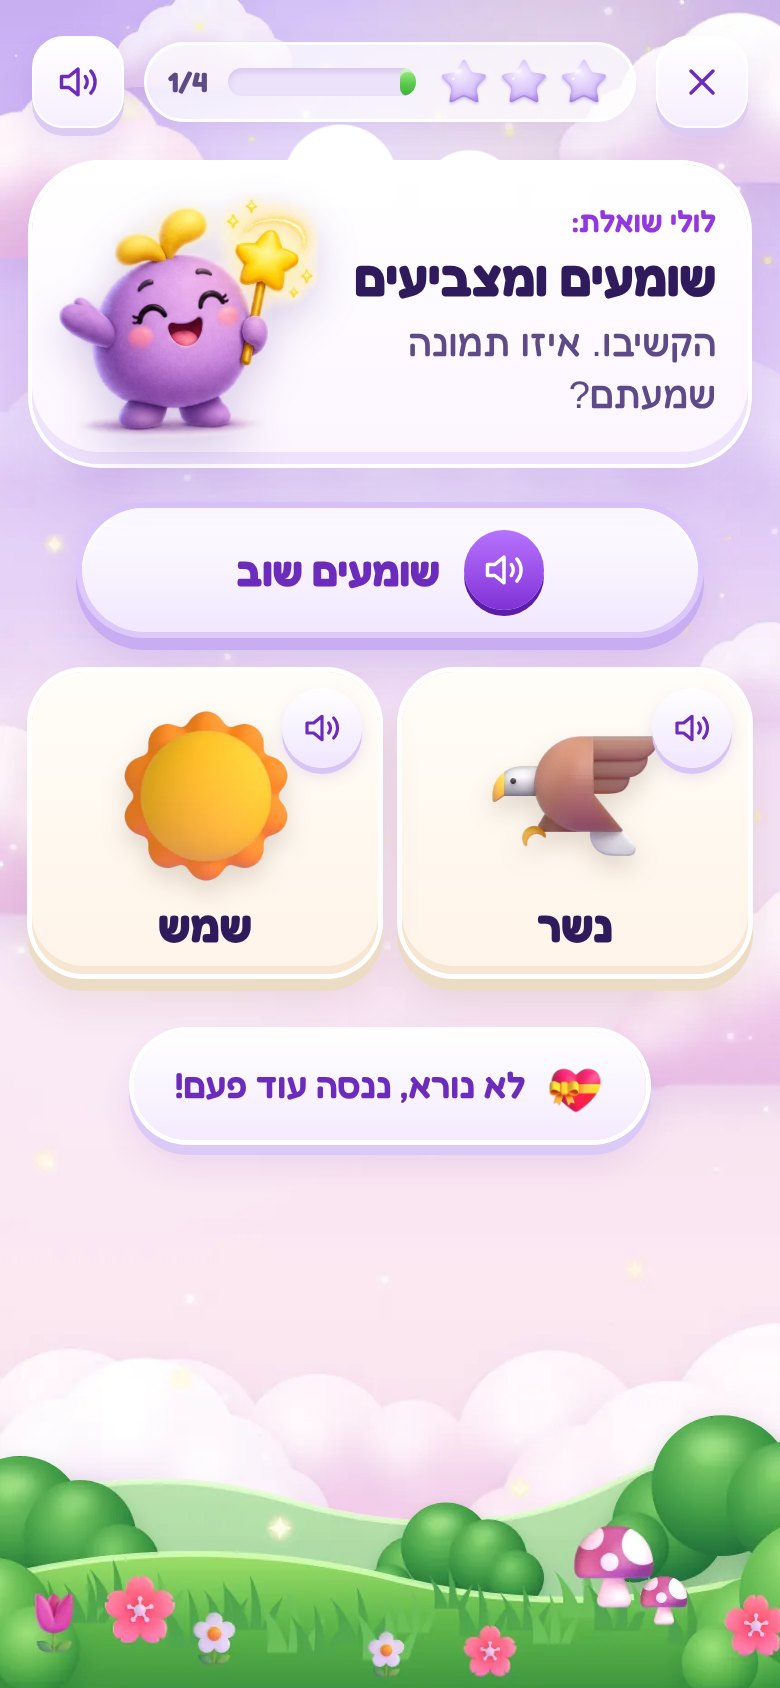 1/4
לולי שואלת:
שומעים ומצביעים
הקשיבו. איזו תמונה
שמעתם?
שומעים שוב
נשר
שמש
לא נורא, ננסה עוד פעם!